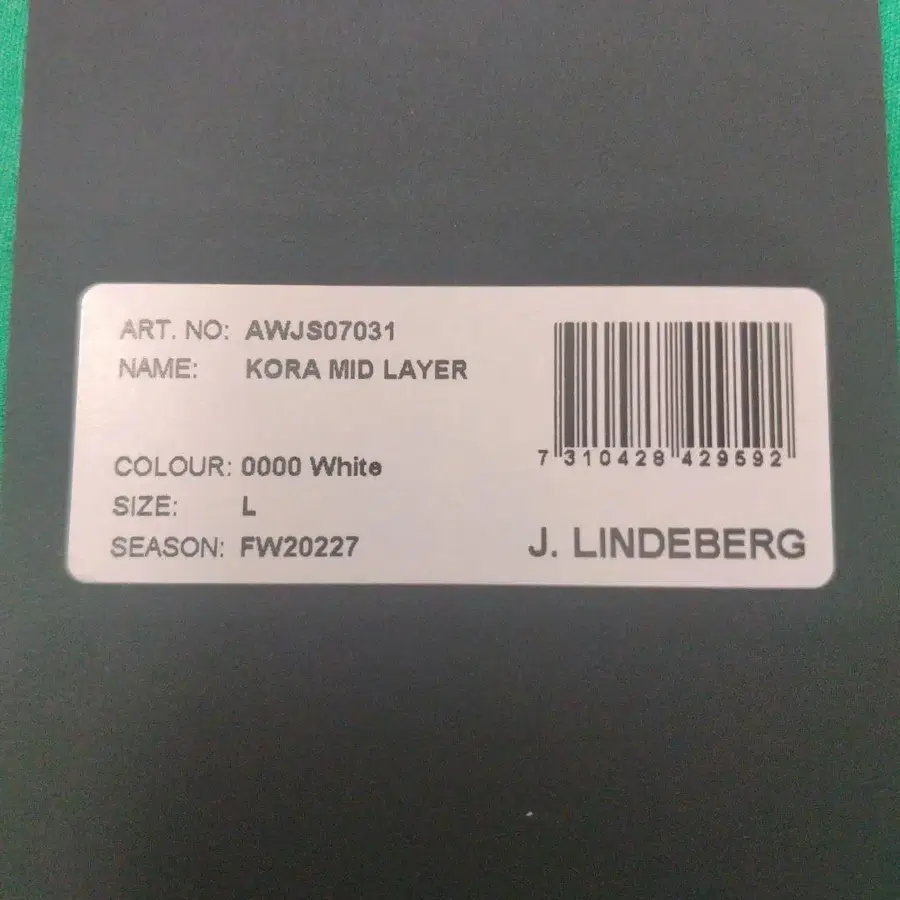 ART. NO: AWJS07031
NAME: KORA MID LAYER
COLOUR: 0000 White
SIZE: L
SEASON: FW20227
7 310428 429592
J. LINDEBERG